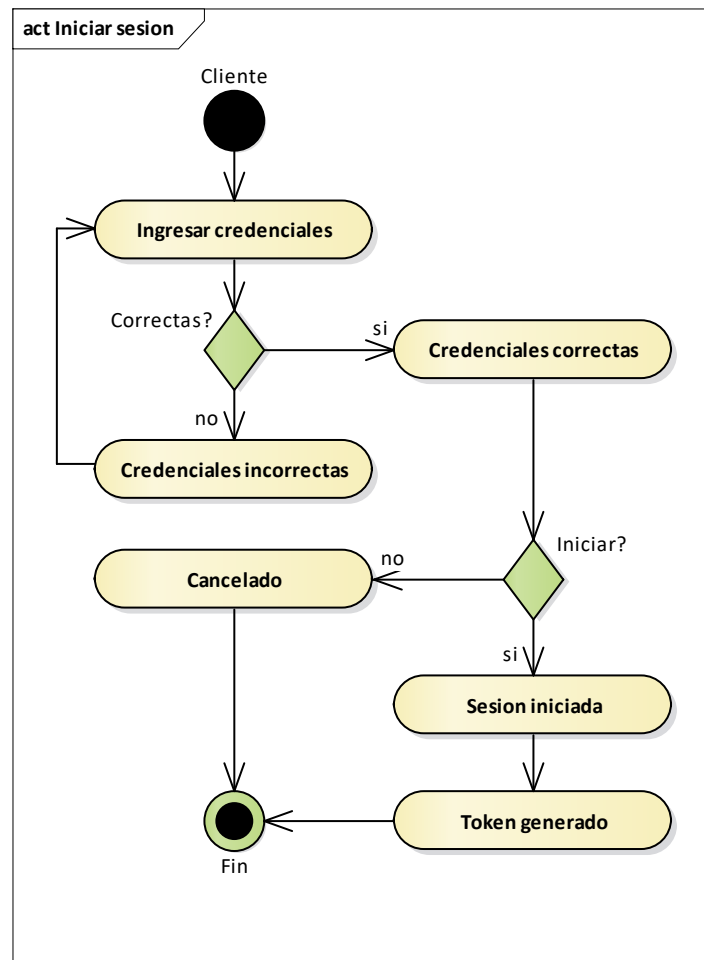 act Iniciar sesion
Cliente
Ingresar credenciales
Correctas?
si
Credenciales correctas
no
Credenciales incorrectas
Iniciar?
no
Cancelado
si
Sesion iniciada
Token generado
Fin